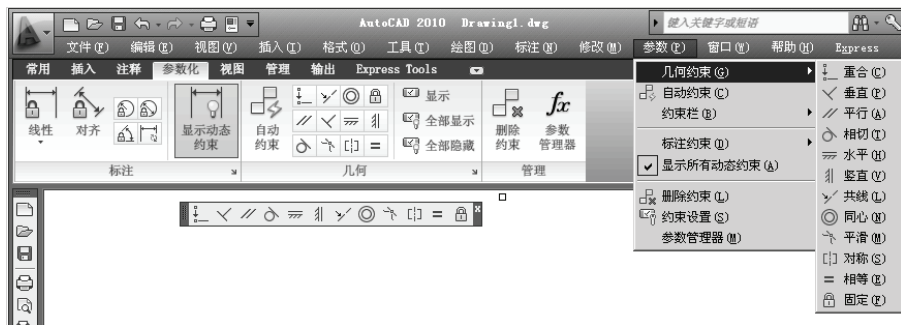 AutoCAD 2010 Drawing1.dwg 键入关键字或短语
文件(F) 编辑(E) 视图(V) 插入(I) 格式(O) 工具(T) 绘图(D) 标注(N) 修改(M) 参数(P) 窗口(W) 帮助(H) Express
常用 插入 注释 参数化 视图 管理 输出 Express Tools
线性 对齐 显示动态约束 自动约束 显示 全部显示 全部隐藏 删除约束 fx 参数管理器
标注 几何 管理
几何约束(G)
自动约束(C)
约束栏(B)
标注约束(D)
显示所有动态约束(A)
删除约束(L)
约束设置(S)
参数管理器(M)
重合(C)
垂直(P)
平行(A)
相切(T)
水平(H)
竖直(V)
共线(L)
同心(N)
平滑(M)
对称(S)
相等(E)
固定(F)